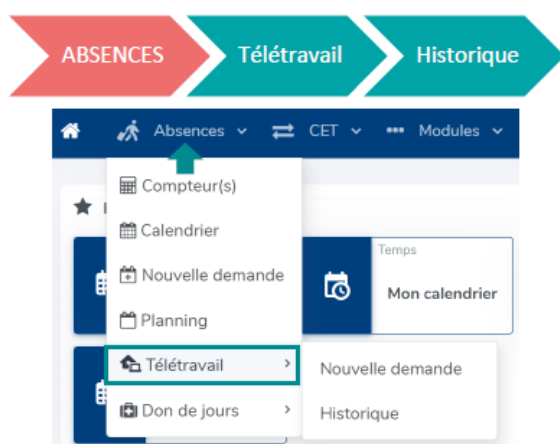 ABSENCES Télétravail Historique
Absences CET Modules
Compteur(s)
Calendrier
Temps
Nouvelle demande
Mon calendrier
Planning
Télétravail
Nouvelle demande
Don de jours
Historique